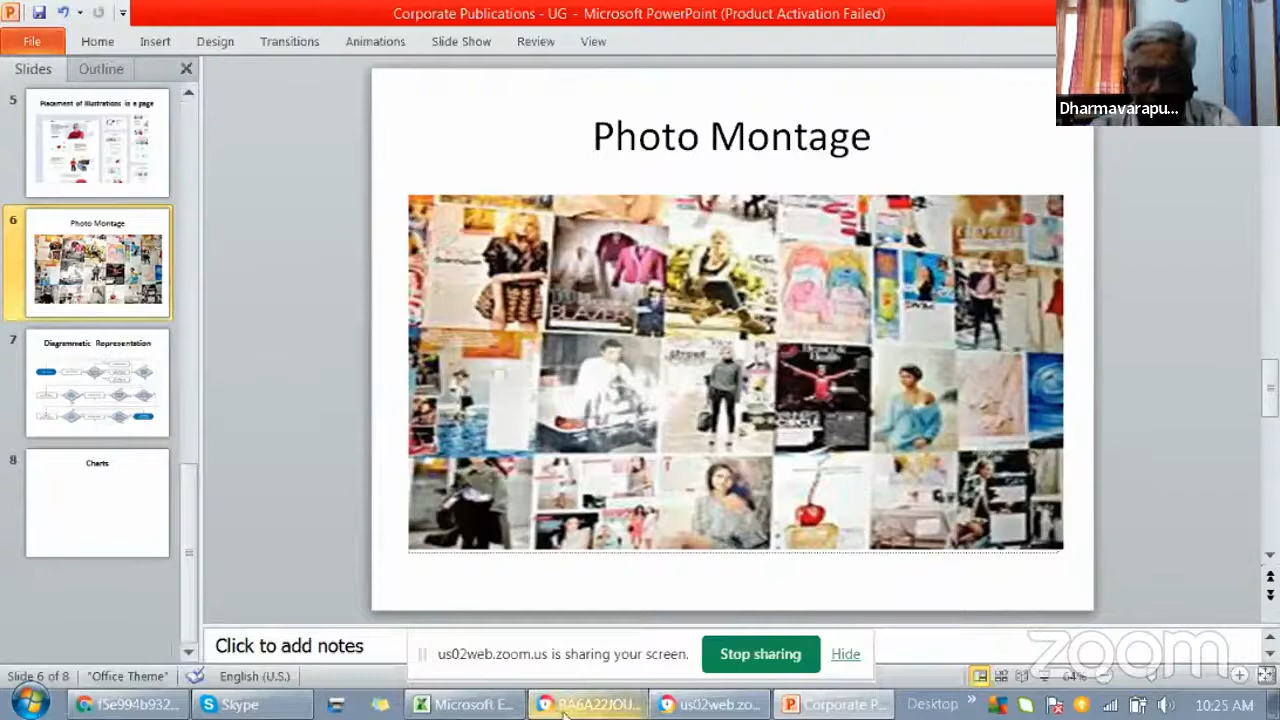 Corporate Publications - UG - Microsoft PowerPoint (Product Activation Failed)
File Home Insert Design Transitions Animations Slide Show Review View
Dharmavarapu...
Slides Outline
5
Placement of Illustrations in a page
6
Photo Montage
7
Diagrammatic Representation
8
Charts
Photo Montage
BLAZER
Click to add notes
us02web.zoom.us is sharing your screen. Stop sharing Hide
zoom
Slide 6 of 8 "Office Theme" English 64%
f5e994b932... Skype Microsoft E... BA6A22JOU... us02web.zo... Corporate P... Desktop 10:25 AM